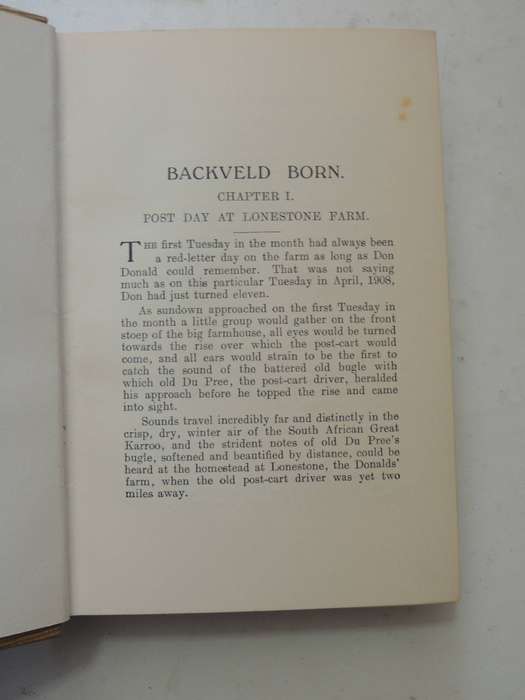 BACKVELD BORN.
CHAPTER I.
POST DAY AT LONESTONE FARM.
THE first Tuesday in the month had always been
a red-letter day on the farm as long as Don
Donald could remember. That was not saying
much as on this particular Tuesday in April, 1908,
Don had just turned eleven.
As sundown approached on the first Tuesday in
the month a little group would gather on the front
stoep of the big farmhouse, all eyes would be turned
towards the rise over which the post-cart would
come, and all ears would strain to be the first to
catch the sound of the battered old bugle with
which old Du Pree, the post-cart driver, heralded
his approach before he topped the rise and came
into sight.
Sounds travel incredibly far and distinctly in the
crisp, dry, winter air of the South African Great
Karroo, and the strident notes of old Du Pree's
bugle, softened and beautified by distance, could be
heard at the homestead at Lonestone, the Donalds'
farm, when the old post-cart driver was yet two
miles away.